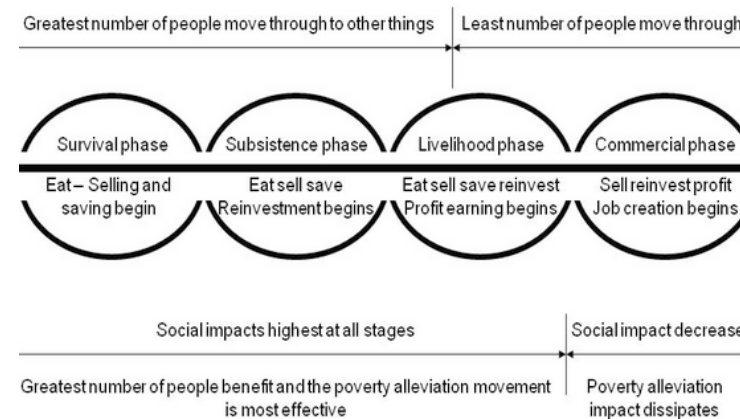 Greatest number of people move through to other things
Least number of people move through
Survival phase
Subsistence phase
Livelihood phase
Commercial phase
Eat – Selling and
saving begin
Eat sell save
Reinvestment begins
Eat sell save reinvest
Profit earning begins
Sell reinvest profit
Job creation begins
Social impacts highest at all stages
Social impact decrease
Greatest number of people benefit and the poverty alleviation movement
is most effective
Poverty alleviation
impact dissipates